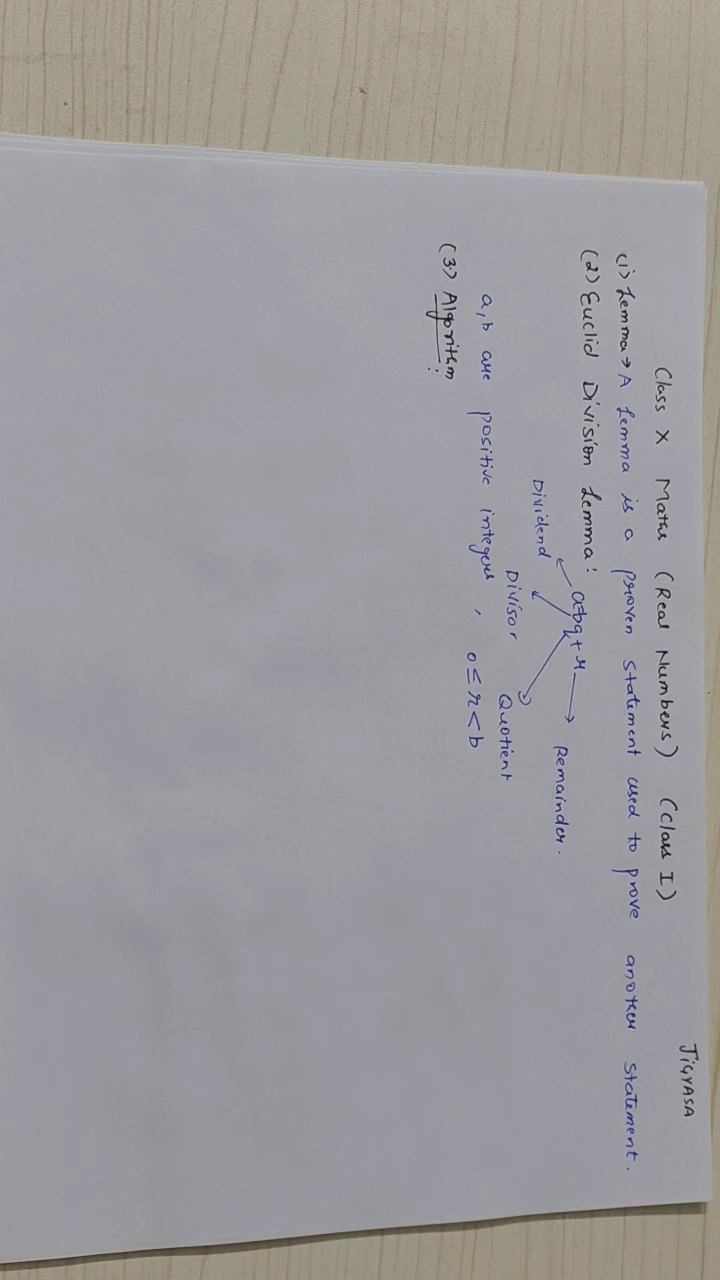 JIGYASA
Class X Maths (Real Numbers) (Class I)
(1) Lemma → A Lemma is a proven statement used to prove another statement.
(2) Euclid Division Lemma: a=bq+r → Remainder.
Dividend
Divisor Quotient
a,b are positive integers, 0≤r<b
(3.) Algorithm: